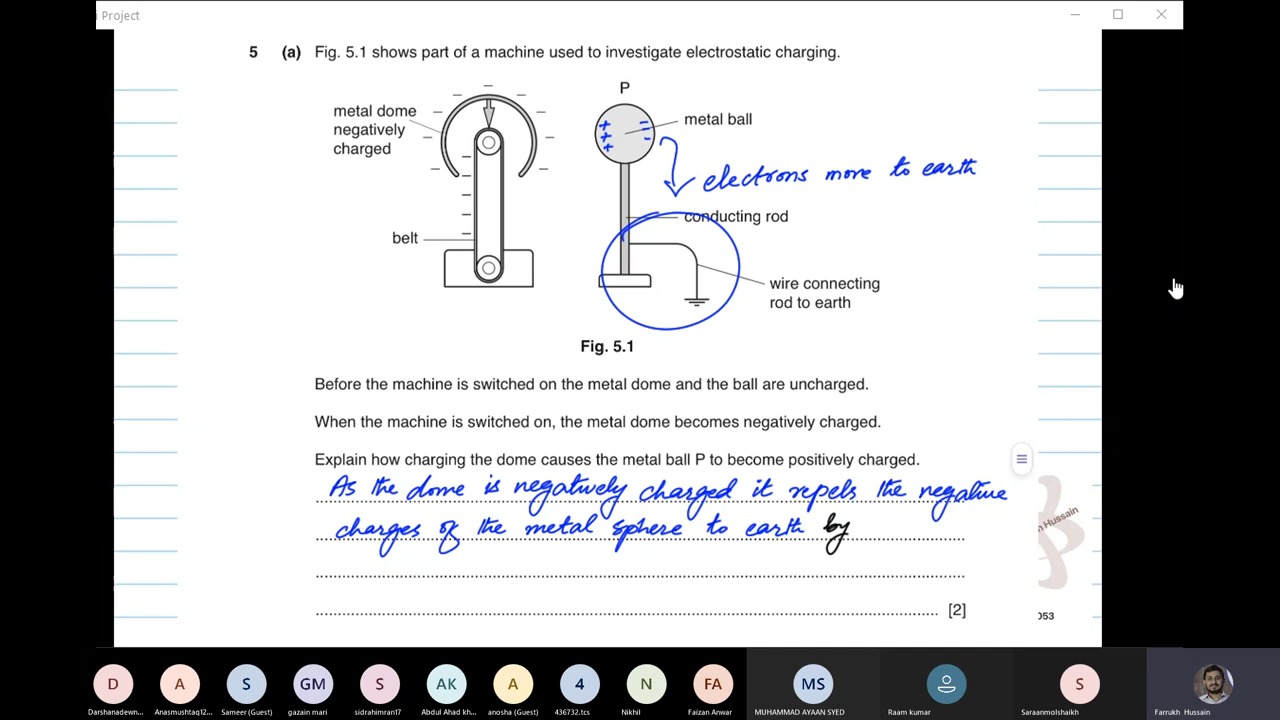 Project
5 (a) Fig. 5.1 shows part of a machine used to investigate electrostatic charging.
P
metal dome
negatively
charged
metal ball
electrons move to earth
conducting rod
belt
wire connecting
rod to earth
Fig. 5.1
Before the machine is switched on the metal dome and the ball are uncharged.
When the machine is switched on, the metal dome becomes negatively charged.
Explain how charging the dome causes the metal ball P to become positively charged.
As the dome is negatively charged it repels the negative
charges of the metal sphere to earth by
[2]
Hussain
053
D A S GM S AK A 4 N FA MS S
Darshanadewn... Anasmushtaq12... Sameer (Guest) gazain mari sidrahimran17 Abdul Ahad kh... anosha (Guest) 436732.tcs Nikhil Faizan Anwar MUHAMMAD AYAAN SYED Raam kumar Saraanmolshaikh Farrukh Hussain